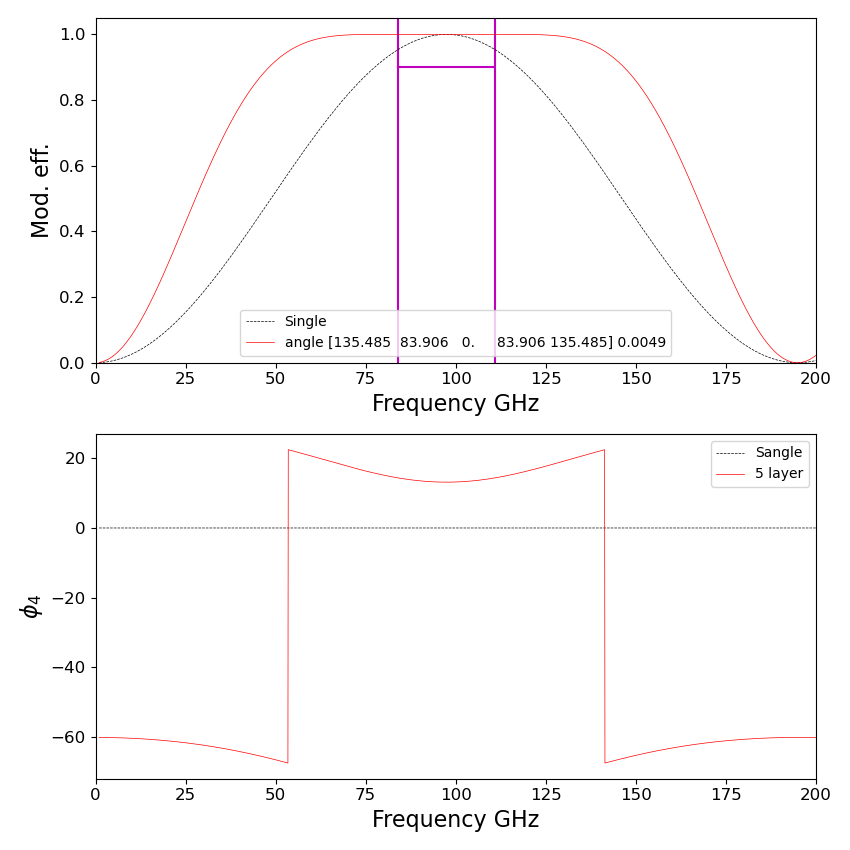 1.0
0.8
0.6
0.4
0.2
0.0
Mod. eff.
Single
angle [135.485  83.906   0.     83.906 135.485] 0.0049
0 25 50 75 100 125 150 175 200
Frequency GHz
20
0
−20
−40
−60
ϕ4
Sangle
5 layer
0 25 50 75 100 125 150 175 200
Frequency GHz